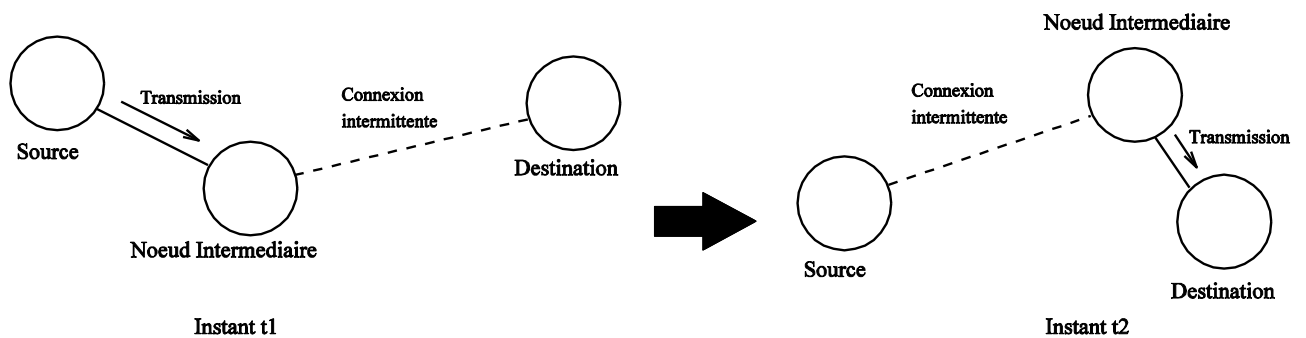 Transmission
Connexion
intermittente
Source
Destination
Noeud Intermediaire
Instant t1
Noeud Intermediaire
Connexion
intermittente
Transmission
Source
Destination
Instant t2